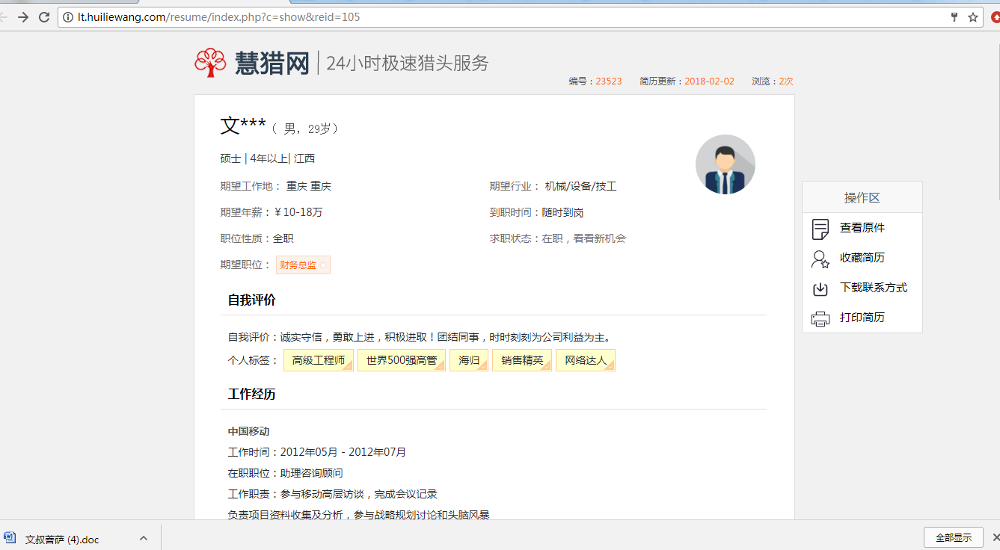 lt.huiliewang.com/resume/index.php?c=show&reid=105
慧猎网 24小时极速猎头服务
编号：23523 简历更新：2018-02-02 浏览：2次
文***（ 男，29岁）
硕士 | 4年以上| 江西
期望工作地： 重庆 重庆 期望行业： 机械/设备/技工
期望年薪：￥10-18万 到职时间：随时到岗
职位性质：全职 求职状态：在职，看看新机会
期望职位： 财务总监
操作区
查看原件
收藏简历
下载联系方式
打印简历
自我评价
自我评价：诚实守信，勇敢上进，积极进取！团结同事，时时刻刻为公司利益为主。
个人标签： 高级工程师 世界500强高管 海归 销售精英 网络达人
工作经历
中国移动
工作时间：2012年05月 - 2012年07月
在职职位：助理咨询顾问
工作职责：参与移动高层访谈，完成会议记录
负责项目资料收集及分析，参与战略规划讨论和头脑风暴
文叔菩萨 (4).doc 全部显示